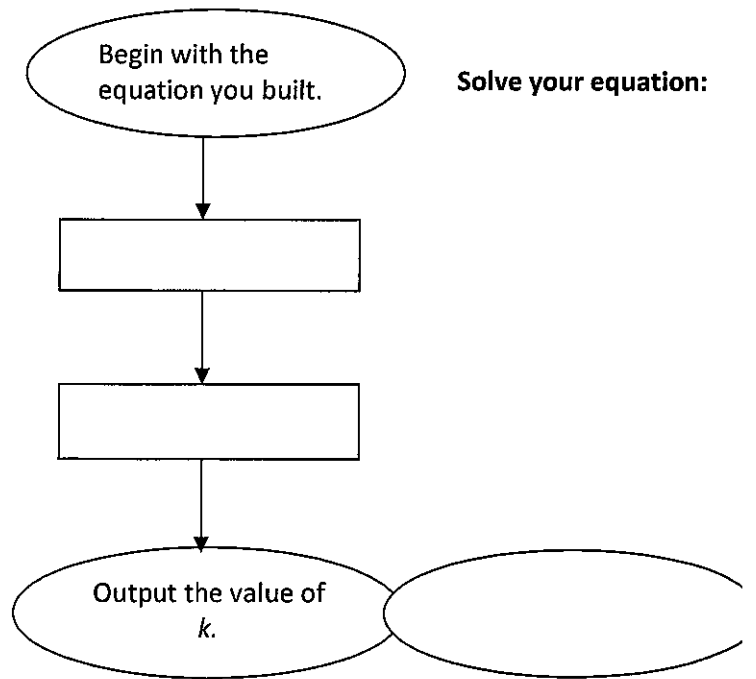 Begin with the
equation you built.
Solve your equation:
Output the value of
k.